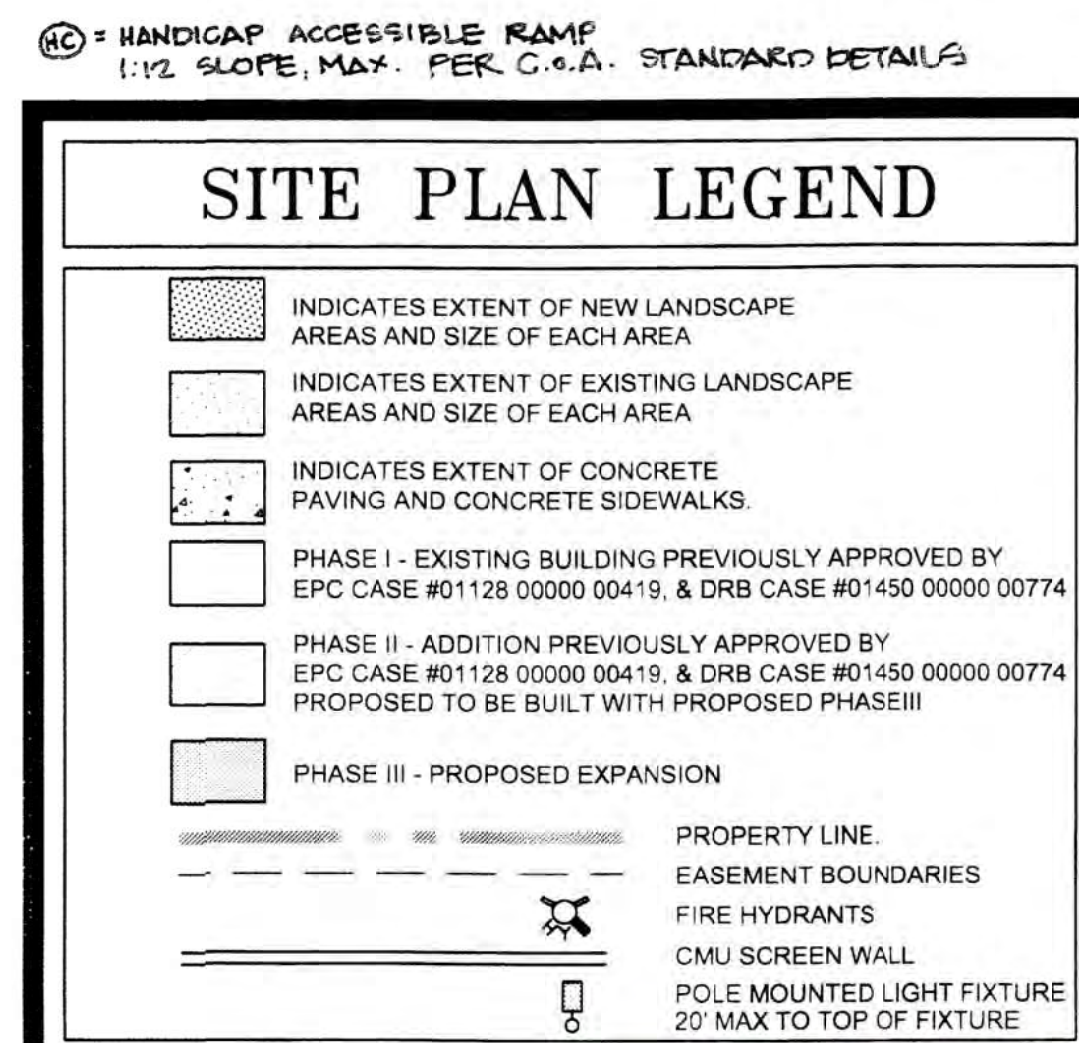 HC = HANDICAP ACCESSIBLE RAMP
1:12 SLOPE, MAX. PER C.O.A. STANDARD DETAILS
SITE PLAN LEGEND
INDICATES EXTENT OF NEW LANDSCAPE
AREAS AND SIZE OF EACH AREA
INDICATES EXTENT OF EXISTING LANDSCAPE
AREAS AND SIZE OF EACH AREA
INDICATES EXTENT OF CONCRETE
PAVING AND CONCRETE SIDEWALKS.
PHASE I - EXISTING BUILDING PREVIOUSLY APPROVED BY
EPC CASE #01128 00000 00419, & DRB CASE #01450 00000 00774
PHASE II - ADDITION PREVIOUSLY APPROVED BY
EPC CASE #01128 00000 00419, & DRB CASE #01450 00000 00774
PROPOSED TO BE BUILT WITH PROPOSED PHASEIII
PHASE III - PROPOSED EXPANSION
PROPERTY LINE.
EASEMENT BOUNDARIES
FIRE HYDRANTS
CMU SCREEN WALL
POLE MOUNTED LIGHT FIXTURE
20' MAX TO TOP OF FIXTURE